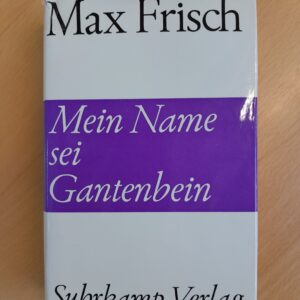 Max Frisch
Mein Name
sei
Gantenbein
Suhrkamp Verlag